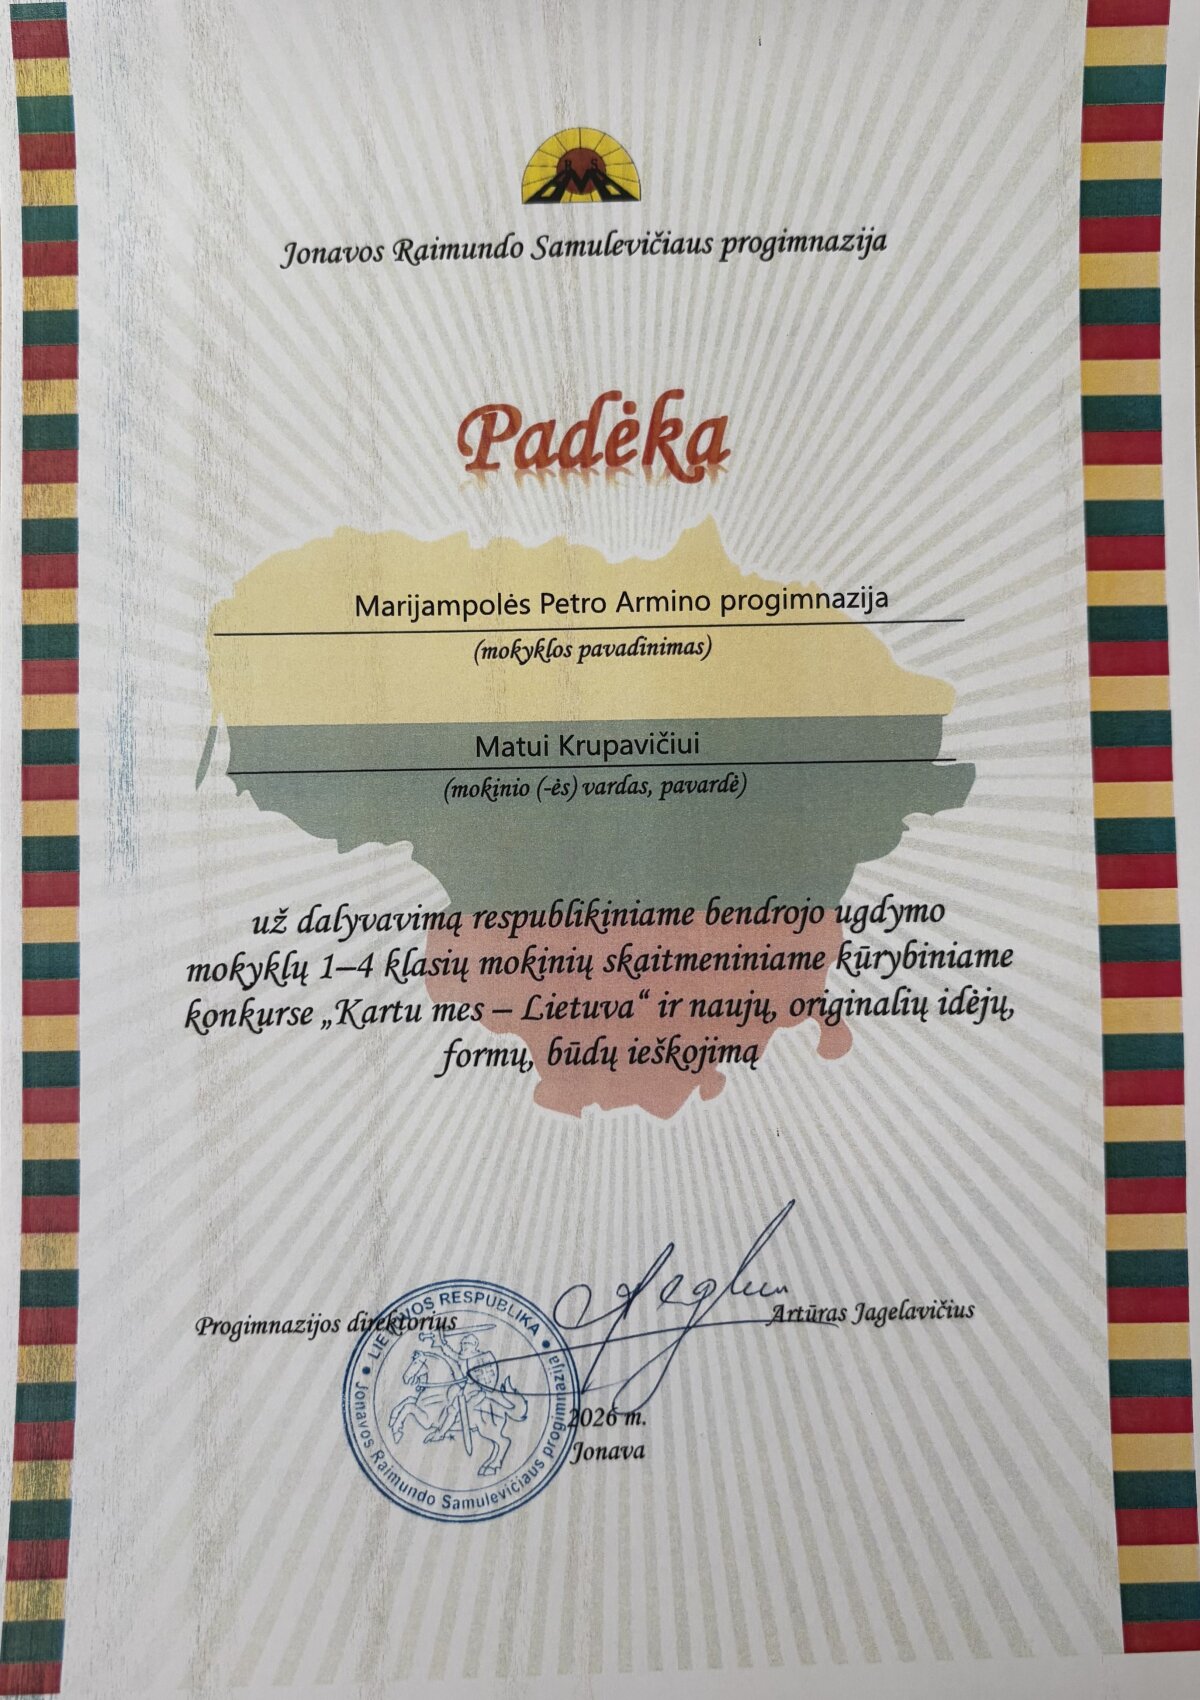 R S
Jonavos Raimundo Samulevičiaus progimnazija
Padėka
Marijampolės Petro Armino progimnazija
(mokyklos pavadinimas)
Matui Krupavičiui
(mokinio (-ės) vardas, pavardė)
už dalyvavimą respublikiniame bendrojo ugdymo
mokyklų 1–4 klasių mokinių skaitmeniniame kūrybiniame
konkurse „Kartu mes – Lietuva“ ir naujų, originalių idėjų,
formų, būdų ieškojimą
Progimnazijos direktorius
Artūras Jagelavičius
LIETUVOS RESPUBLIKA
Jonavos Raimundo Samulevičiaus progimnazija
2026 m.
Jonava